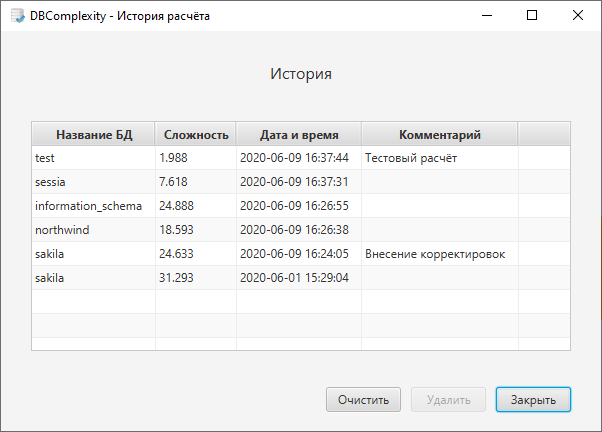 DBComplexity - История расчёта
История
Название БД Сложность Дата и время Комментарий
test 1.988 2020-06-09 16:37:44 Тестовый расчёт
sessia 7.618 2020-06-09 16:37:31
information_schema 24.888 2020-06-09 16:26:55
northwind 18.593 2020-06-09 16:26:38
sakila 24.633 2020-06-09 16:24:05 Внесение корректировок
sakila 31.293 2020-06-01 15:29:04
Очистить Удалить Закрыть